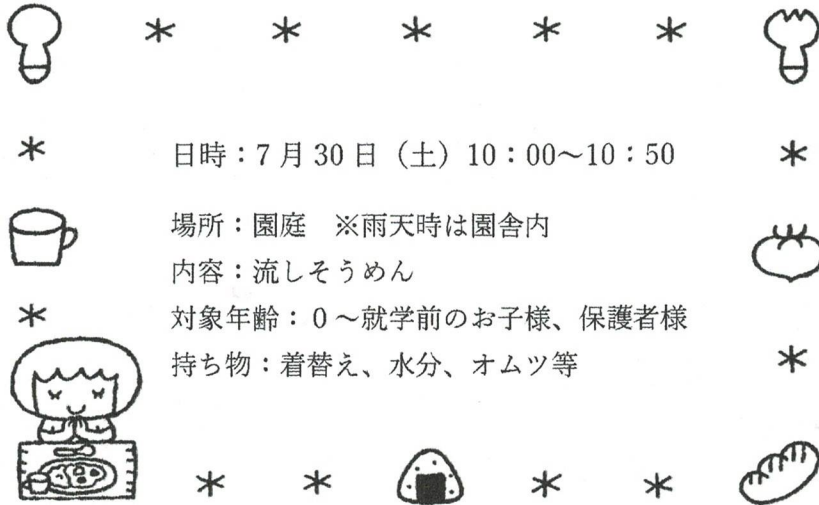 日時：7月30日（土）10：00～10：50
場所：園庭　※雨天時は園舎内
内容：流しそうめん
対象年齢：０～就学前のお子様、保護者様
持ち物：着替え、水分、オムツ等